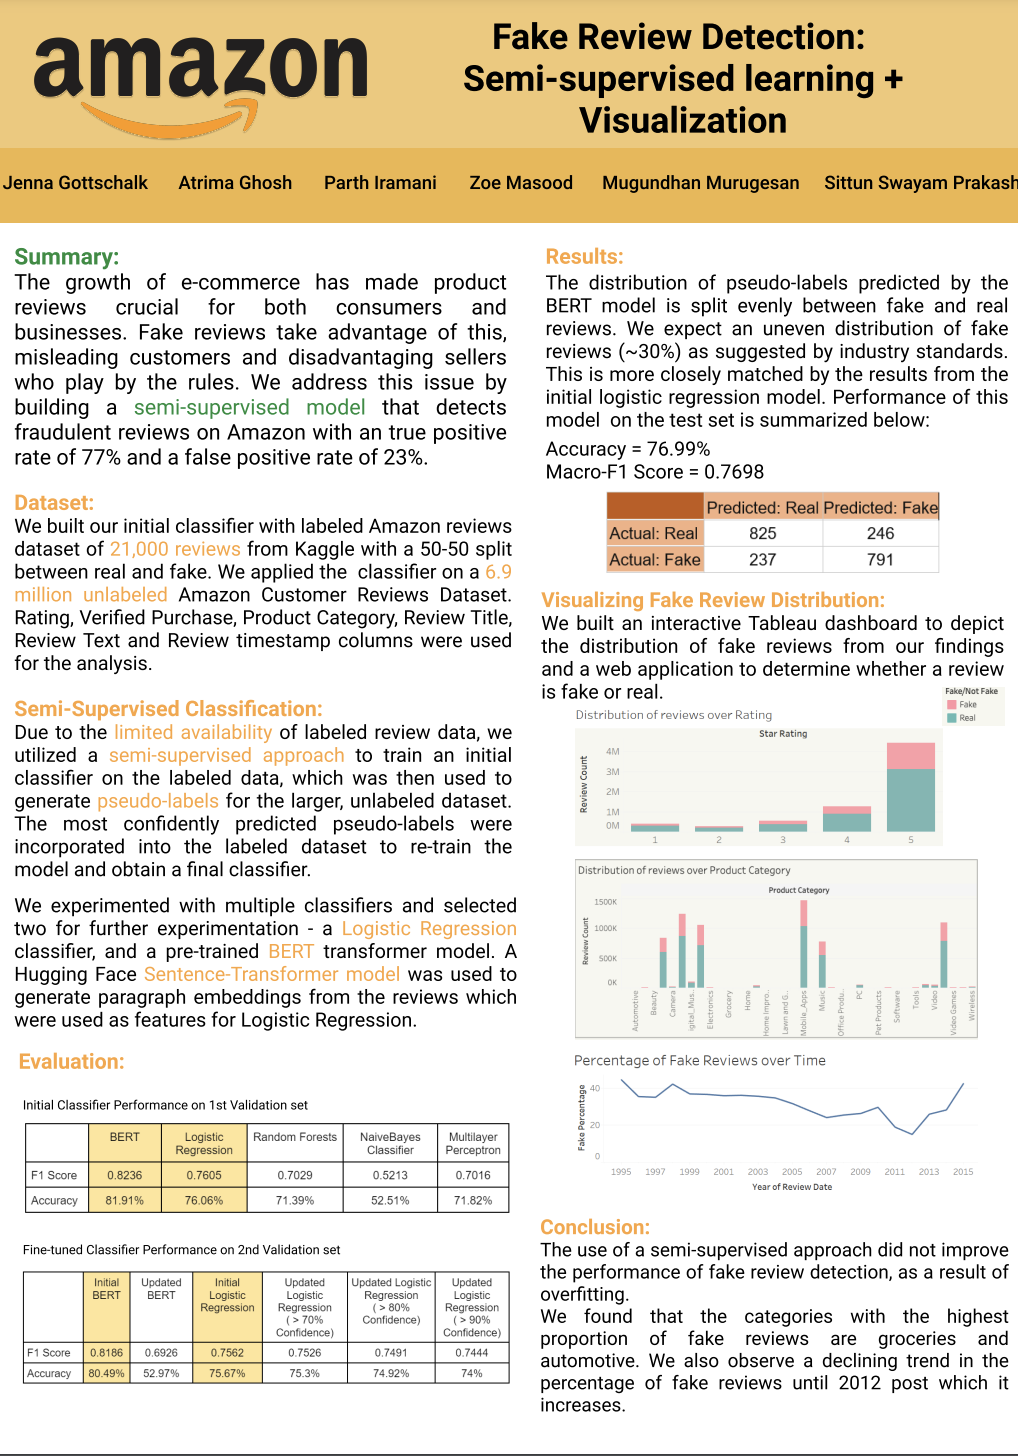 amazon
Fake Review Detection:
Semi-supervised learning +
Visualization
Jenna Gottschalk Atrima Ghosh Parth Iramani Zoe Masood Mugundhan Murugesan Sittun Swayam Prakash
Summary:
The growth of e-commerce has made product
reviews crucial for both consumers and
businesses. Fake reviews take advantage of this,
misleading customers and disadvantaging sellers
who play by the rules. We address this issue by
building a semi-supervised model that detects
fraudulent reviews on Amazon with an true positive
rate of 77% and a false positive rate of 23%.
Dataset:
We built our initial classifier with labeled Amazon reviews
dataset of 21,000 reviews from Kaggle with a 50-50 split
between real and fake. We applied the classifier on a 6.9
million unlabeled Amazon Customer Reviews Dataset.
Rating, Verified Purchase, Product Category, Review Title,
Review Text and Review timestamp columns were used
for the analysis.
Semi-Supervised Classification:
Due to the limited availability of labeled review data, we
utilized a semi-supervised approach to train an initial
classifier on the labeled data, which was then used to
generate pseudo-labels for the larger, unlabeled dataset.
The most confidently predicted pseudo-labels were
incorporated into the labeled dataset to re-train the
model and obtain a final classifier.
We experimented with multiple classifiers and selected
two for further experimentation - a Logistic Regression
classifier, and a pre-trained BERT transformer model. A
Hugging Face Sentence-Transformer model was used to
generate paragraph embeddings from the reviews which
were used as features for Logistic Regression.
Evaluation:
Initial Classifier Performance on 1st Validation set
BERT Logistic Regression Random Forests NaiveBayes Classifier Multilayer Perceptron
F1 Score 0.8236 0.7605 0.7029 0.5213 0.7016
Accuracy 81.91% 76.06% 71.39% 52.51% 71.82%
Fine-tuned Classifier Performance on 2nd Validation set
Initial BERT Updated BERT Initial Logistic Regression Updated Logistic Regression ( > 70% Confidence) Updated Logistic Regression ( > 80% Confidence) Updated Logistic Regression ( > 90% Confidence)
F1 Score 0.8186 0.6926 0.7562 0.7526 0.7491 0.7444
Accuracy 80.49% 52.97% 75.67% 75.3% 74.92% 74%
Results:
The distribution of pseudo-labels predicted by the
BERT model is split evenly between fake and real
reviews. We expect an uneven distribution of fake
reviews (~30%) as suggested by industry standards.
This is more closely matched by the results from the
initial logistic regression model. Performance of this
model on the test set is summarized below:
Accuracy = 76.99%
Macro-F1 Score = 0.7698
Predicted: Real Predicted: Fake
Actual: Real 825 246
Actual: Fake 237 791
Visualizing Fake Review Distribution:
We built an interactive Tableau dashboard to depict
the distribution of fake reviews from our findings
and a web application to determine whether a review
is fake or real.
Fake/Not Fake
Fake
Real
Distribution of reviews over Rating
Star Rating
Review Count
4M
3M
2M
1M
0M
1 2 3 4 5
Distribution of reviews over Product Category
Product Category
Review Count
1500K
1000K
500K
0K
Automotive Beauty Camera igital_Mus.. Electronics Grocery Home Home Impro.. Lawn and G.. Mobile_Apps Music Office Produ.. PC Pet Products Software Tools Video Video Games Wireless
Percentage of Fake Reviews over Time
Fake Percentage
40
20
0
1995 1997 1999 2001 2003 2005 2007 2009 2011 2013 2015
Year of Review Date
Conclusion:
The use of a semi-supervised approach did not improve
the performance of fake review detection, as a result of
overfitting.
We found that the categories with the highest
proportion of fake reviews are groceries and
automotive. We also observe a declining trend in the
percentage of fake reviews until 2012 post which it
increases.